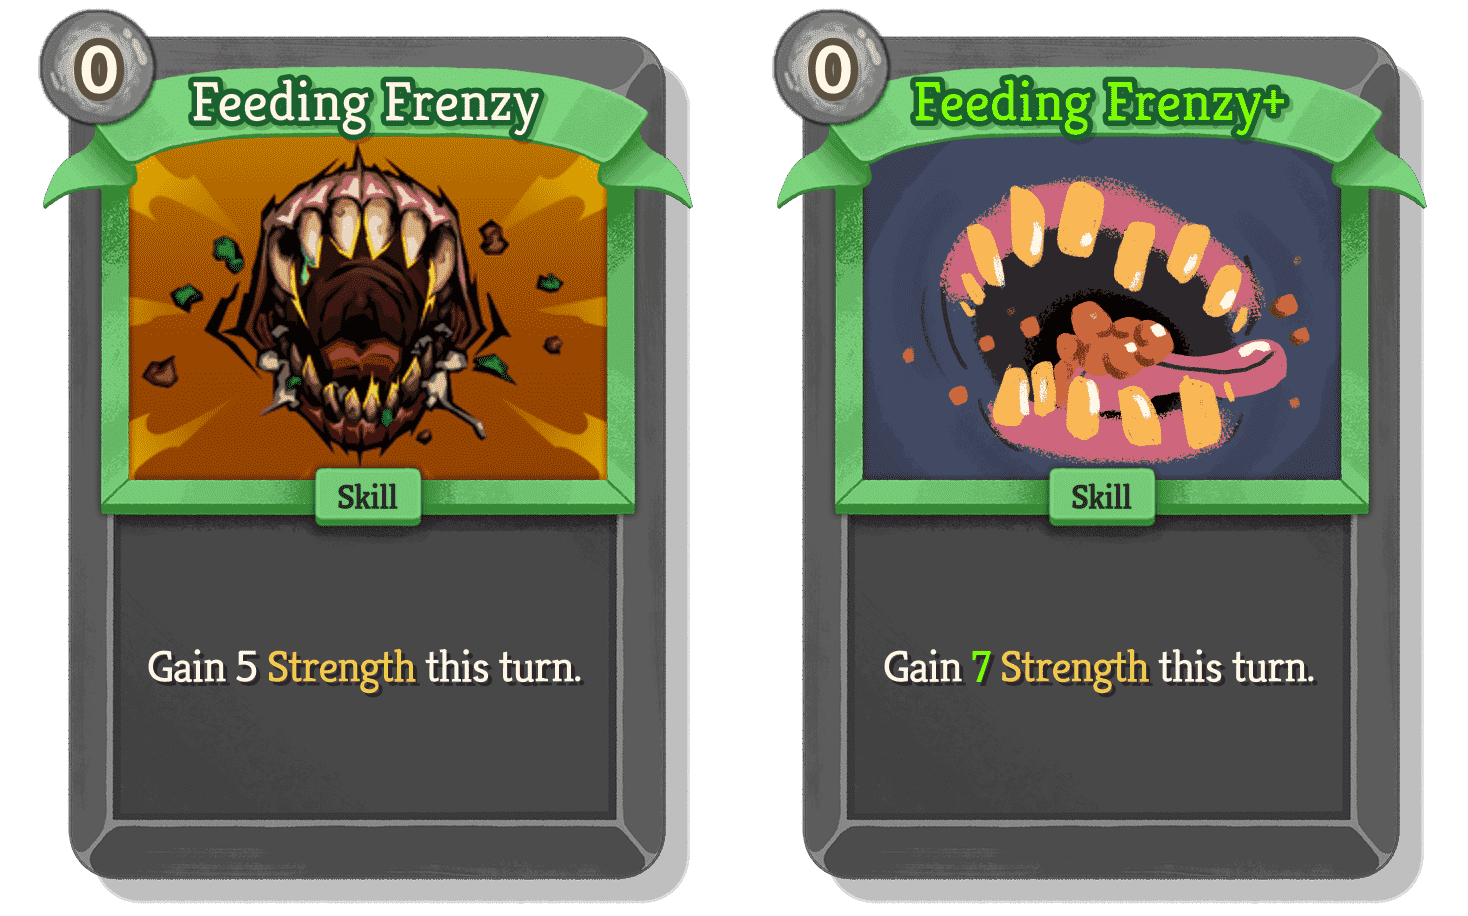 0
Feeding Frenzy
Skill
Gain 5 Strength this turn.
0
Feeding Frenzy+
Skill
Gain 7 Strength this turn.